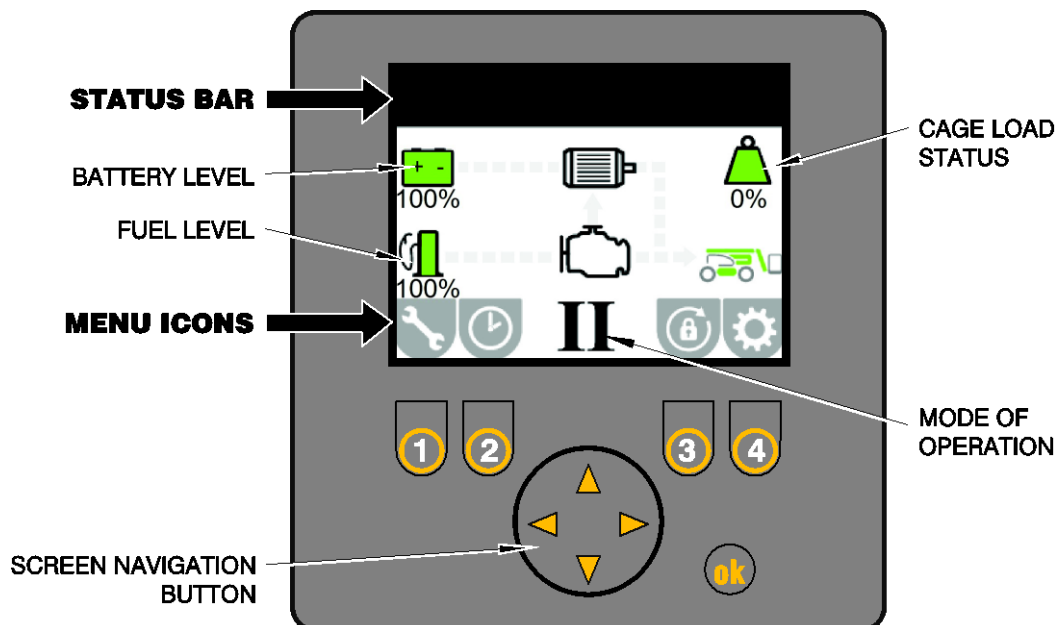 STATUS BAR
BATTERY LEVEL
FUEL LEVEL
MENU ICONS
100%
100%
0%
II
CAGE LOAD
STATUS
MODE OF
OPERATION
1
2
3
4
SCREEN NAVIGATION
BUTTON
ok